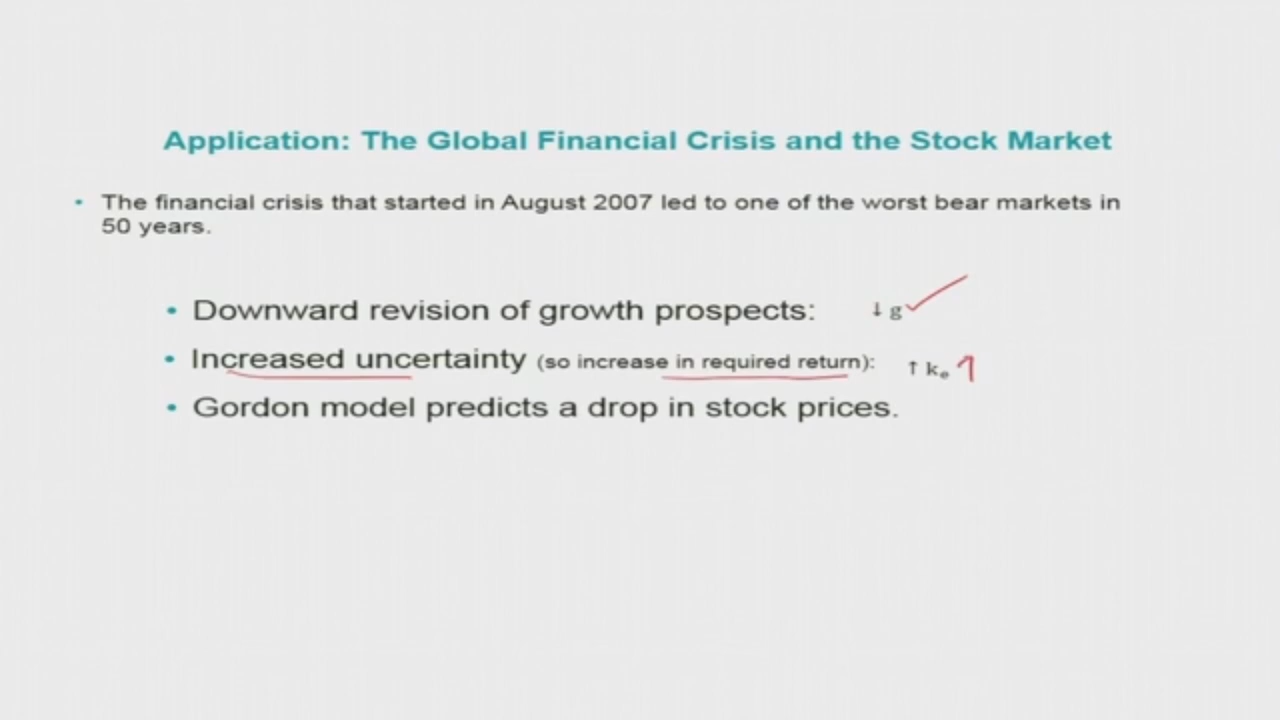 Application: The Global Financial Crisis and the Stock Market
• The financial crisis that started in August 2007 led to one of the worst bear markets in
50 years.
• Downward revision of growth prospects: ↓ g
• Increased uncertainty (so increase in required return): ↑ kₑ
• Gordon model predicts a drop in stock prices.